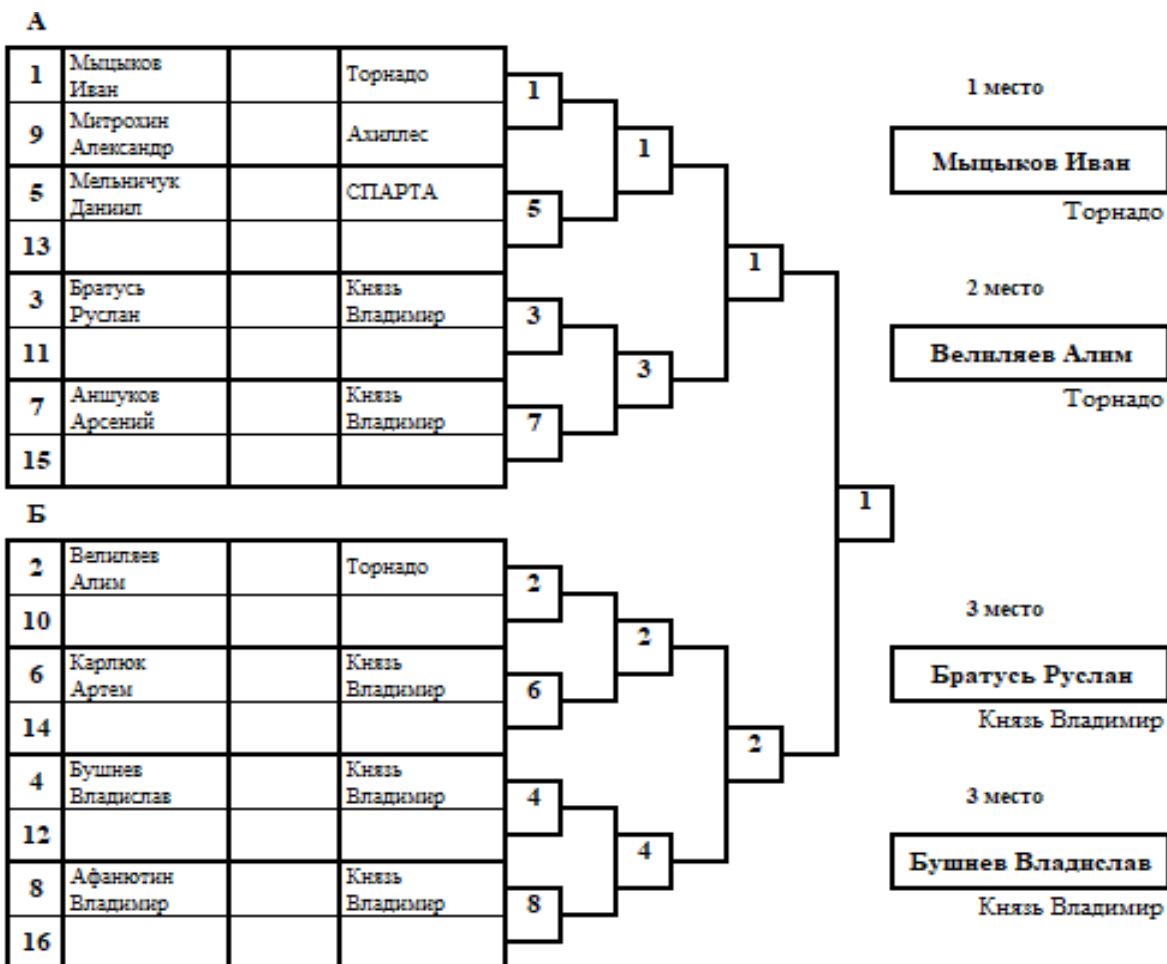 А
1 Мыцыков Иван Торнадо
9 Митрохин Александр Ахиллес
5 Мельничук Даниил СПАРТА
13
3 Братусь Руслан Князь Владимир
11
7 Аншуков Арсений Князь Владимир
15
1
5
3
7
1
3
1
Б
2 Велиляев Алим Торнадо
10
6 Карлюк Артем Князь Владимир
14
4 Бушнев Владислав Князь Владимир
12
8 Афанютин Владимир Князь Владимир
16
2
6
4
8
2
4
2
1
1 место
Мыцыков Иван
Торнадо
2 место
Велиляев Алим
Торнадо
3 место
Братусь Руслан
Князь Владимир
3 место
Бушнев Владислав
Князь Владимир